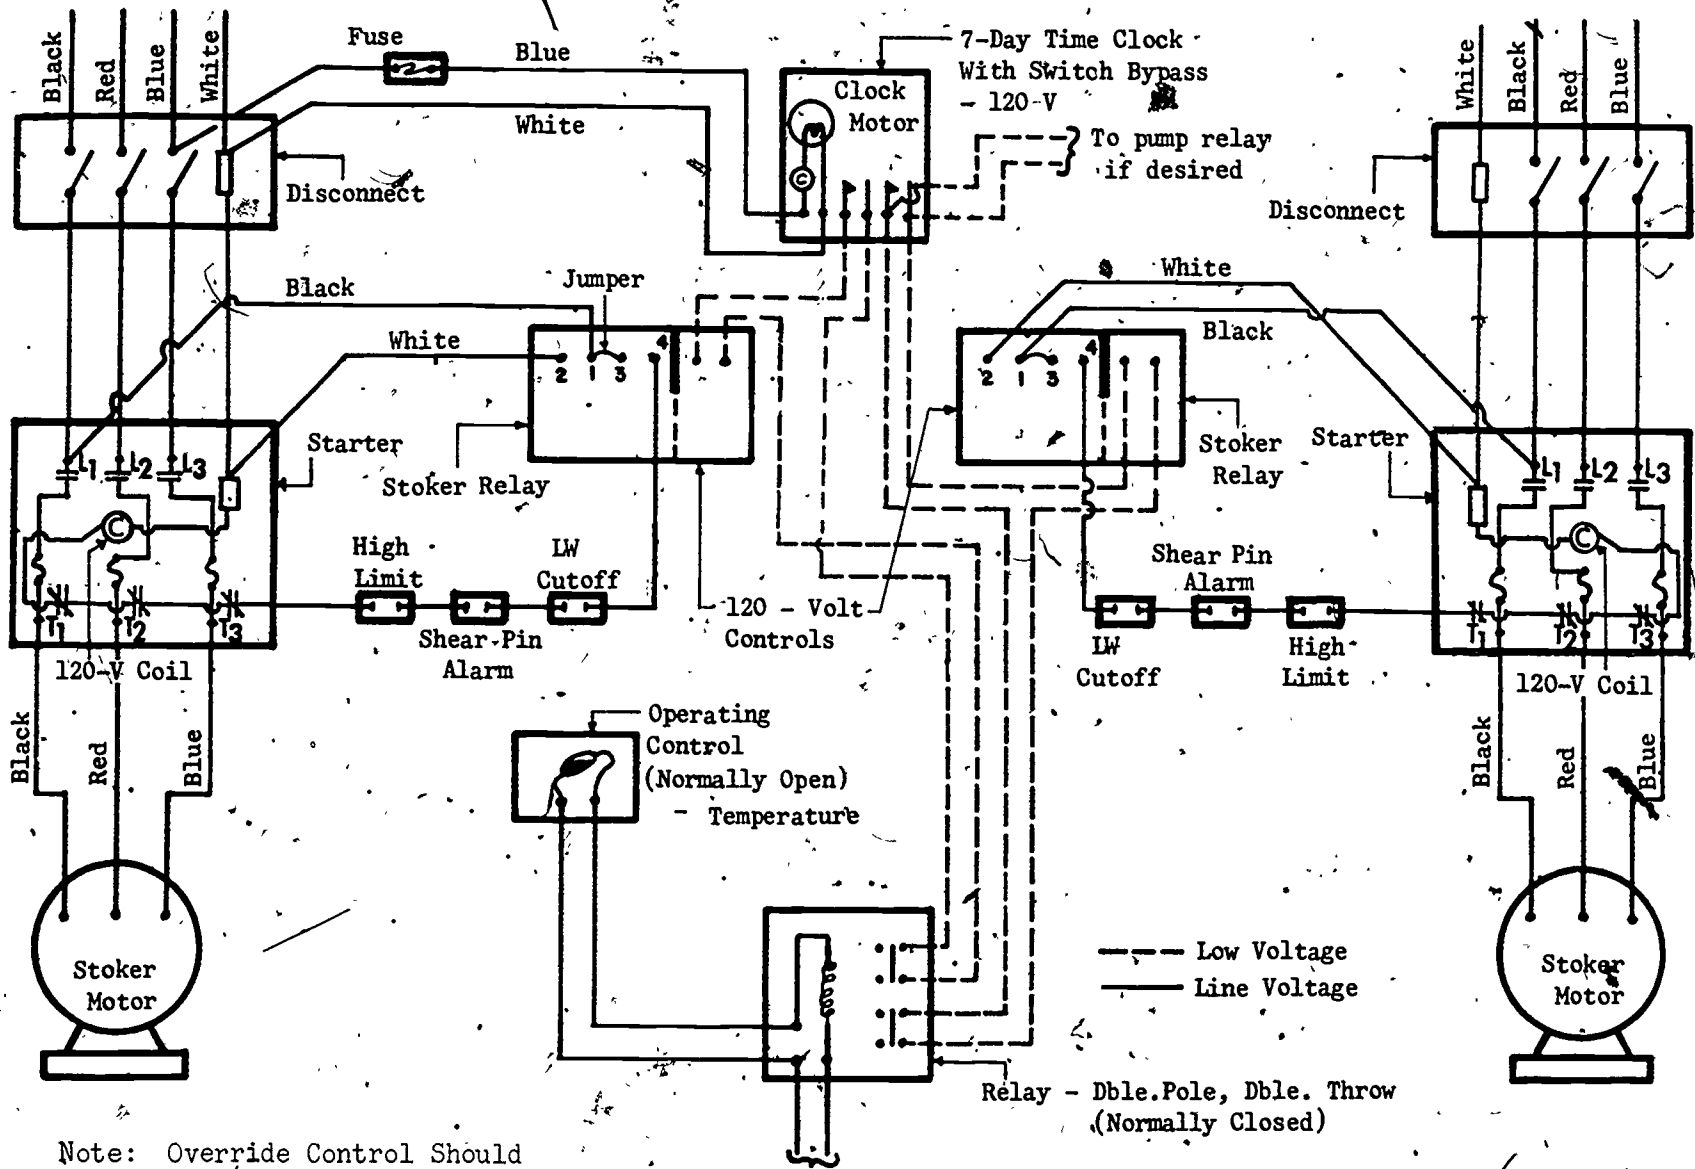 Black
Red
Blue
White
Fuse
Blue
White
Disconnect
7-Day Time Clock
With Switch Bypass
- 120-V
Clock
Motor
C
To pump relay
if desired
White
Black
Red
Blue
Disconnect
Black
White
Jumper
2 1 3 4
Stoker Relay
Starter
L1 L2 L3
C
T1 T2 T3
120-V Coil
High
Limit
Shear Pin
Alarm
LW
Cutoff
120 - Volt
Controls
White
Black
2 1 3 4
Stoker
Relay
Starter
L1 L2 L3
C
T1 T2 T3
120-V Coil
LW
Cutoff
Shear Pin
Alarm
High
Limit
Black
Red
Blue
Stoker
Motor
Operating
Control
(Normally Open)
- Temperature
Black
Red
Blue
Stoker
Motor
Low Voltage
Line Voltage
Relay - Dble.Pole, Dble. Throw
(Normally Closed)
Note: Override Control Should